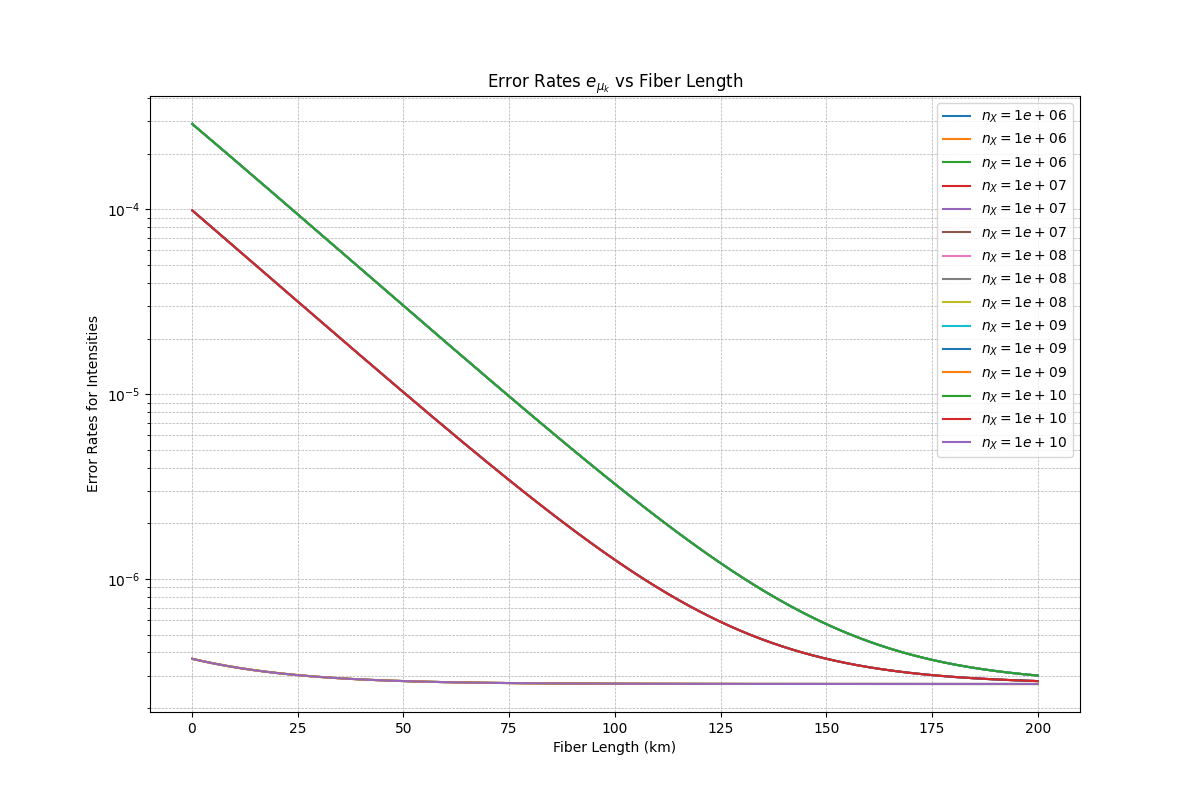 Error Rates $e_{\mu_k}$ vs Fiber Length
Error Rates for Intensities
10⁻⁴
10⁻⁵
10⁻⁶
n_X = 1e + 06
n_X = 1e + 06
n_X = 1e + 06
n_X = 1e + 07
n_X = 1e + 07
n_X = 1e + 07
n_X = 1e + 08
n_X = 1e + 08
n_X = 1e + 08
n_X = 1e + 09
n_X = 1e + 09
n_X = 1e + 09
n_X = 1e + 10
n_X = 1e + 10
n_X = 1e + 10
0 25 50 75 100 125 150 175 200
Fiber Length (km)